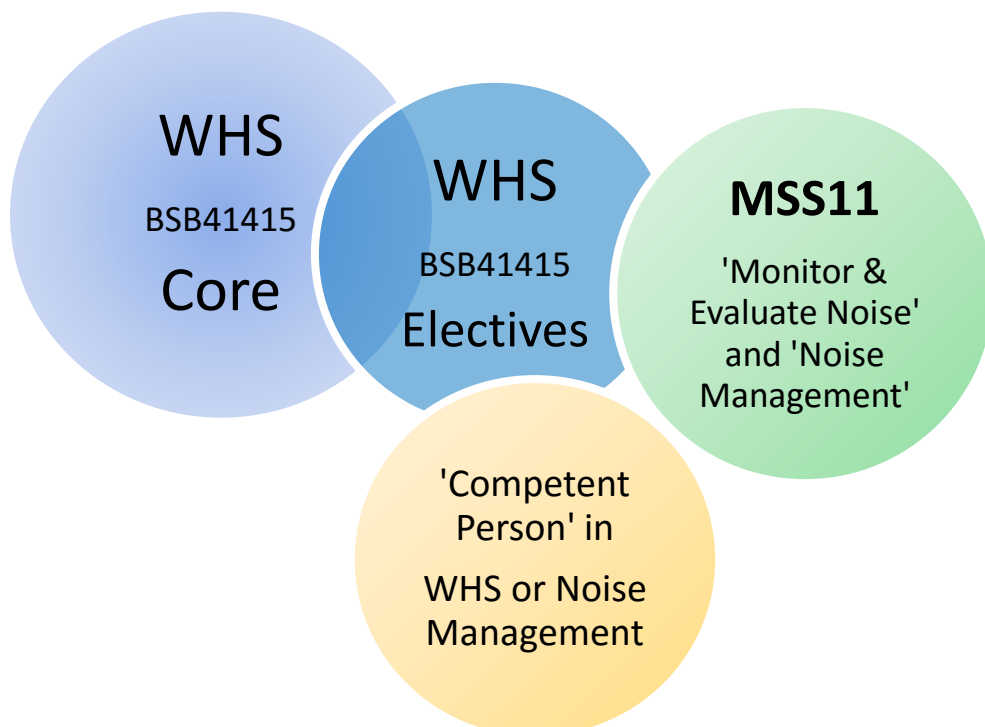 WHS
BSB41415
Core
WHS
BSB41415
Electives
MSS11
'Monitor &
Evaluate Noise'
and 'Noise
Management'
'Competent
Person' in
WHS or Noise
Management